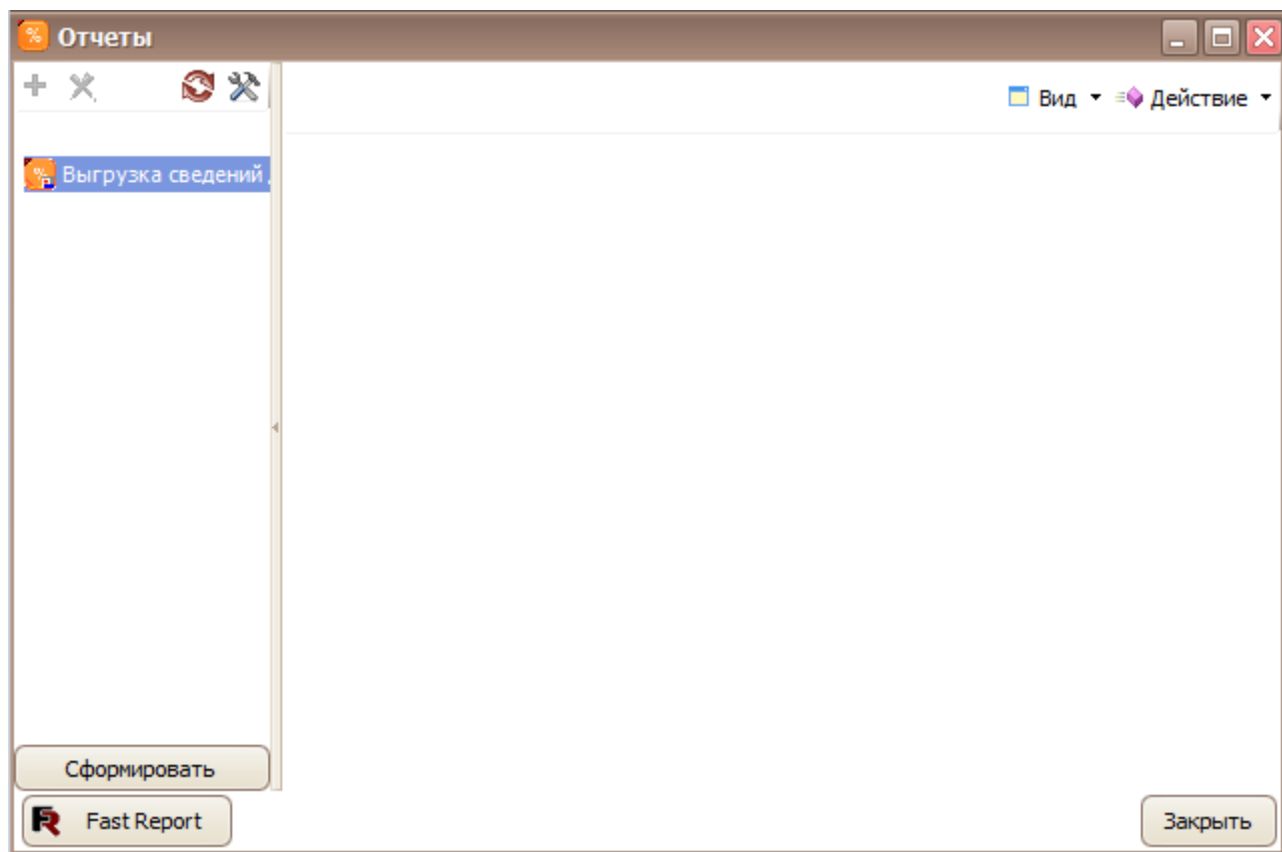 Отчеты
Вид Действие
Выгрузка сведений
Сформировать
Fast Report
Закрыть